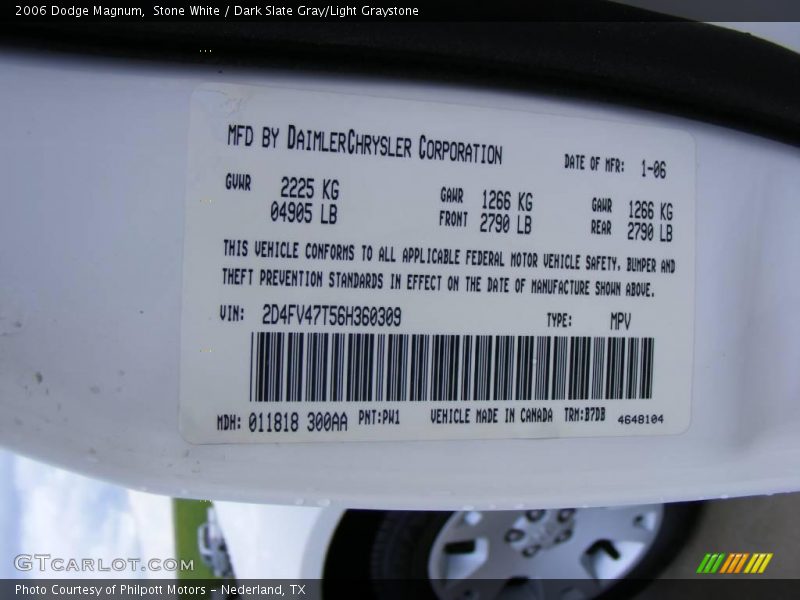 2006 Dodge Magnum, Stone White / Dark Slate Gray/Light Graystone
MFD BY DAIMLERCHRYSLER CORPORATION
DATE OF MFR: 1-06
GVWR 2225 KG
04905 LB
GAWR 1266 KG
FRONT 2790 LB
GAWR 1266 KG
REAR 2790 LB
THIS VEHICLE CONFORMS TO ALL APPLICABLE FEDERAL MOTOR VEHICLE SAFETY, BUMPER AND
THEFT PREVENTION STANDARDS IN EFFECT ON THE DATE OF MANUFACTURE SHOWN ABOVE.
VIN: 2D4FV47T56H360309 TYPE: MPV
MDH: 011818 300AA PNT:PW1 VEHICLE MADE IN CANADA TRM:B7DB 4648104
GTCarlot.com
Photo Courtesy of Philpott Motors - Nederland, TX